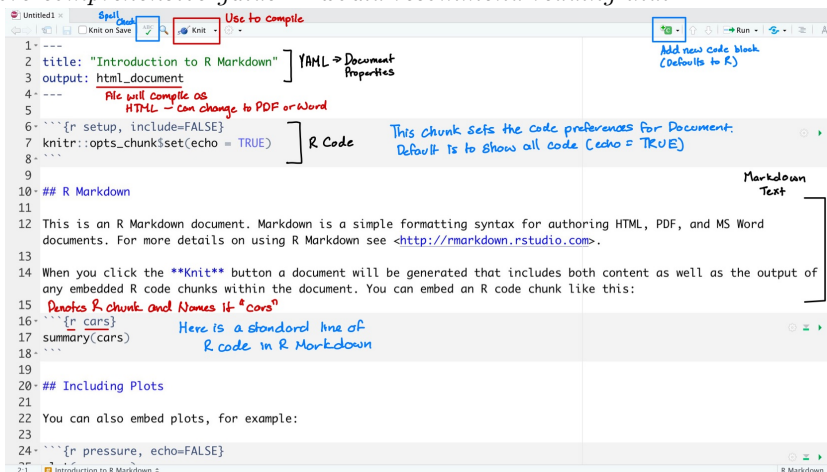 Untitled1
Spell Check
Use to compile
Knit on Save
ABC
Knit
Run
Add new code block
(Defaults to R)
1 ---
2 title: "Introduction to R Markdown"
YAML → Document Properties
3 output: html_document
4 ---
File will compile as
HTML - can change to PDF or Word
5
6 ```{r setup, include=FALSE}
7 knitr::opts_chunk$set(echo = TRUE)
8 ```
R Code
This chunk sets the code preferences for Document.
Default is to show all code (echo = TRUE)
9
Markdown
Text
10 ## R Markdown
11
12 This is an R Markdown document. Markdown is a simple formatting syntax for authoring HTML, PDF, and MS Word
documents. For more details on using R Markdown see <http://rmarkdown.rstudio.com>.
13
14 When you click the **Knit** button a document will be generated that includes both content as well as the output of
any embedded R code chunks within the document. You can embed an R code chunk like this:
15
Denotes R chunk and Names it "cars"
16 ```{r cars}
17 summary(cars)
18 ```
Here is a standard line of
R code in R Markdown
19
20 ## Including Plots
21
22 You can also embed plots, for example:
23
24 ```{r pressure, echo=FALSE}
2:1 Introduction to R Markdown
R Markdown